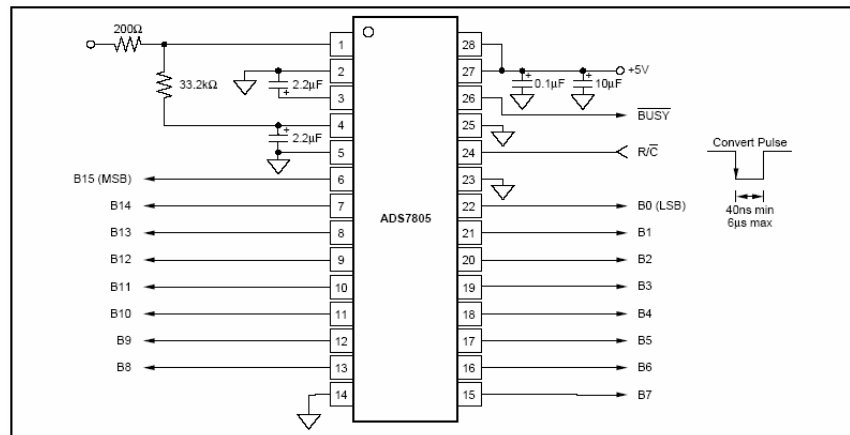 200Ω
33.2kΩ
2.2µF
+
2.2µF
+
1
2
3
4
5
6
7
8
9
10
11
12
13
14
B15 (MSB)
B14
B13
B12
B11
B10
B9
B8
ADS7805
28
27
26
25
24
23
22
21
20
19
18
17
16
15
+
0.1µF
+
10µF
+5V
BUSY
R/C
B0 (LSB)
B1
B2
B3
B4
B5
B6
B7
Convert Pulse
40ns min
6µs max